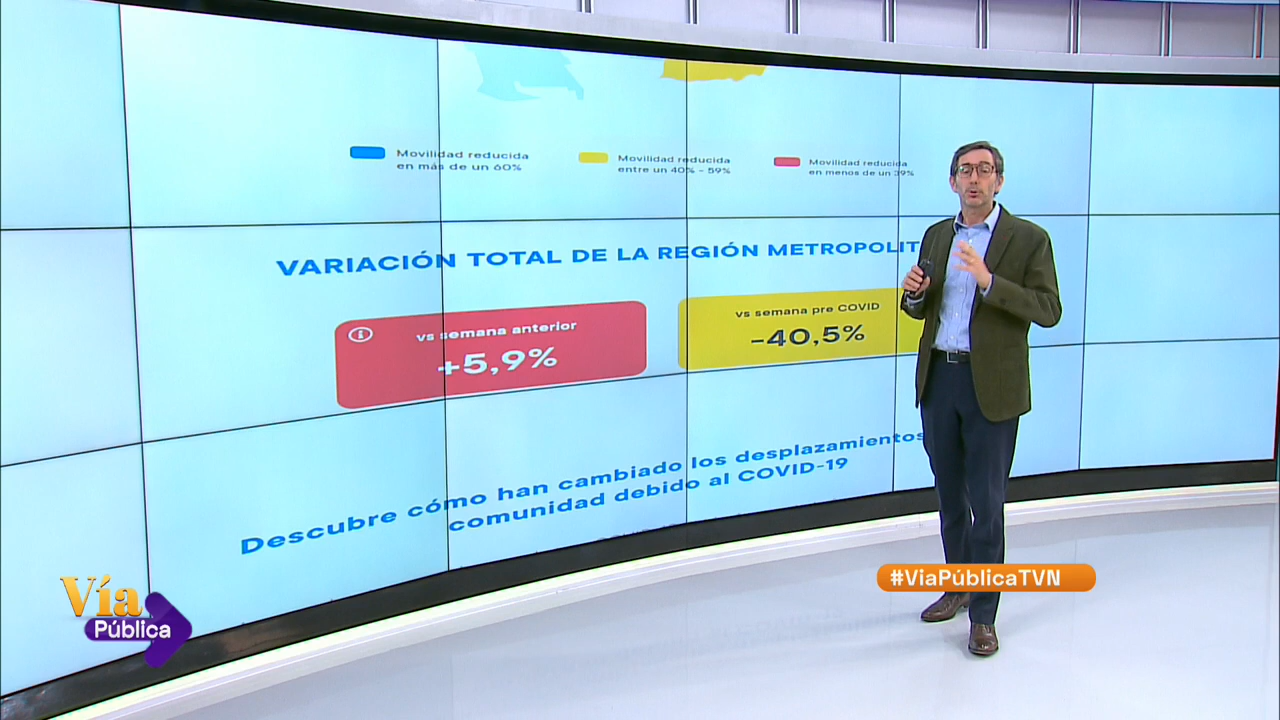 Movilidad reducida
en más de un 60%
Movilidad reducida
entre un 40% - 59%
Movilidad reducida
en menos de un 39%
VARIACIÓN TOTAL DE LA REGIÓN METROPOLIT
vs semana anterior
+5,9%
vs semana pre COVID
-40,5%
Descubre cómo han cambiado los desplazamientos
comunidad debido al COVID-19
#ViaPúblicaTVN
Vía
Pública